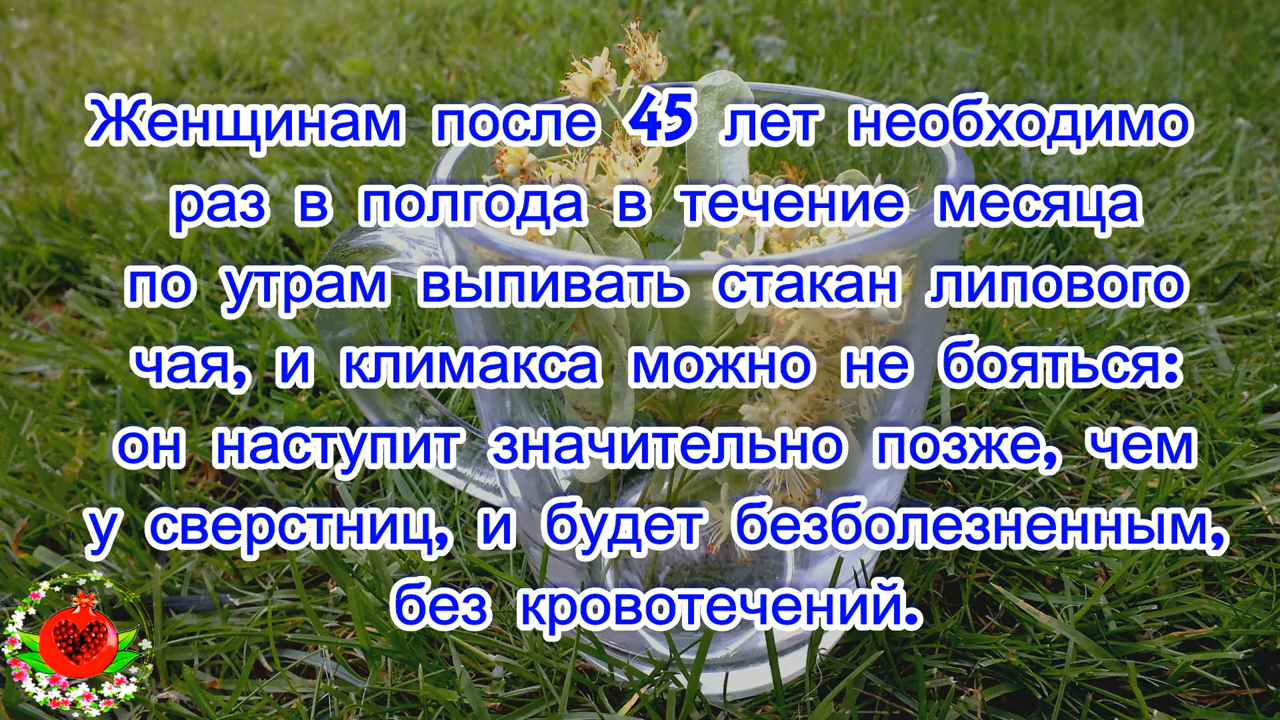 Женщинам после 45 лет необходимо
раз в полгода в течение месяца
по утрам выпивать стакан липового
чая, и климакса можно не бояться:
он наступит значительно позже, чем
у сверстниц, и будет безболезненным,
без кровотечений.